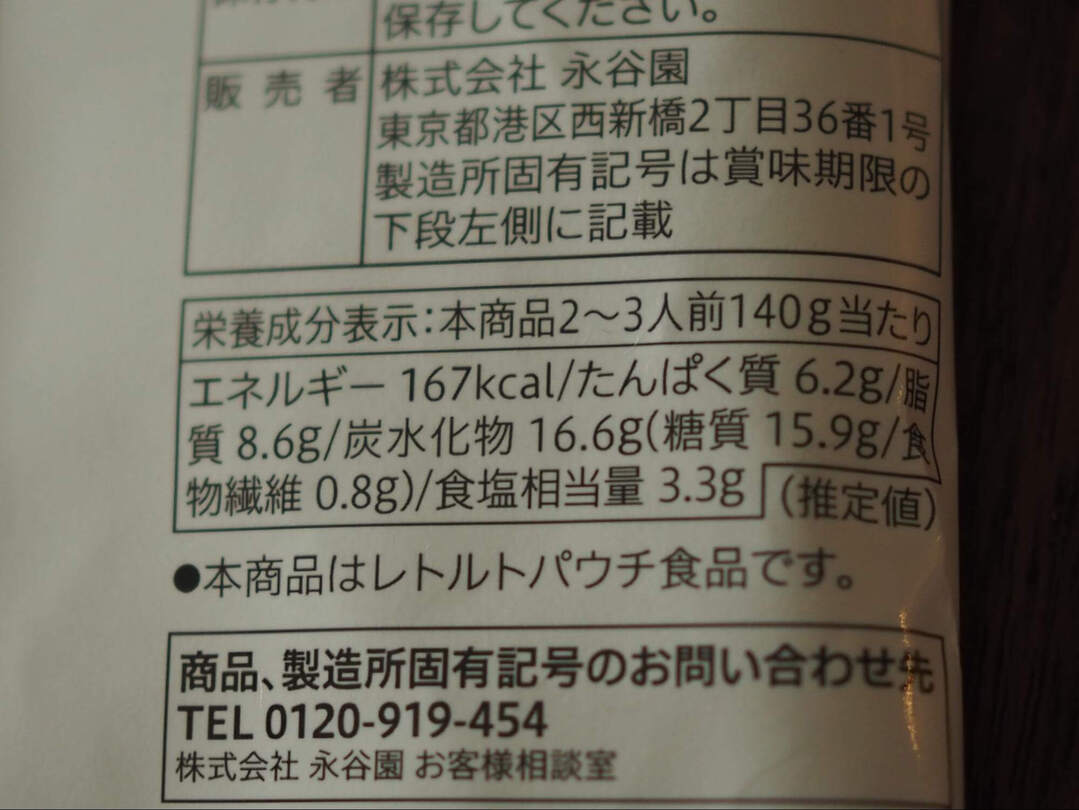 保存してください。
販売者
株式会社 永谷園
東京都港区西新橋2丁目36番1号
製造所固有記号は賞味期限の
下段左側に記載
栄養成分表示:本商品2～3人前140g当たり
エネルギー 167kcal/たんぱく質 6.2g/脂
質 8.6g/炭水化物 16.6g(糖質 15.9g/食
物繊維 0.8g)/食塩相当量 3.3g
(推定値)
●本商品はレトルトパウチ食品です。
商品、製造所固有記号のお問い合わせ先
TEL 0120-919-454
株式会社 永谷園 お客様相談室